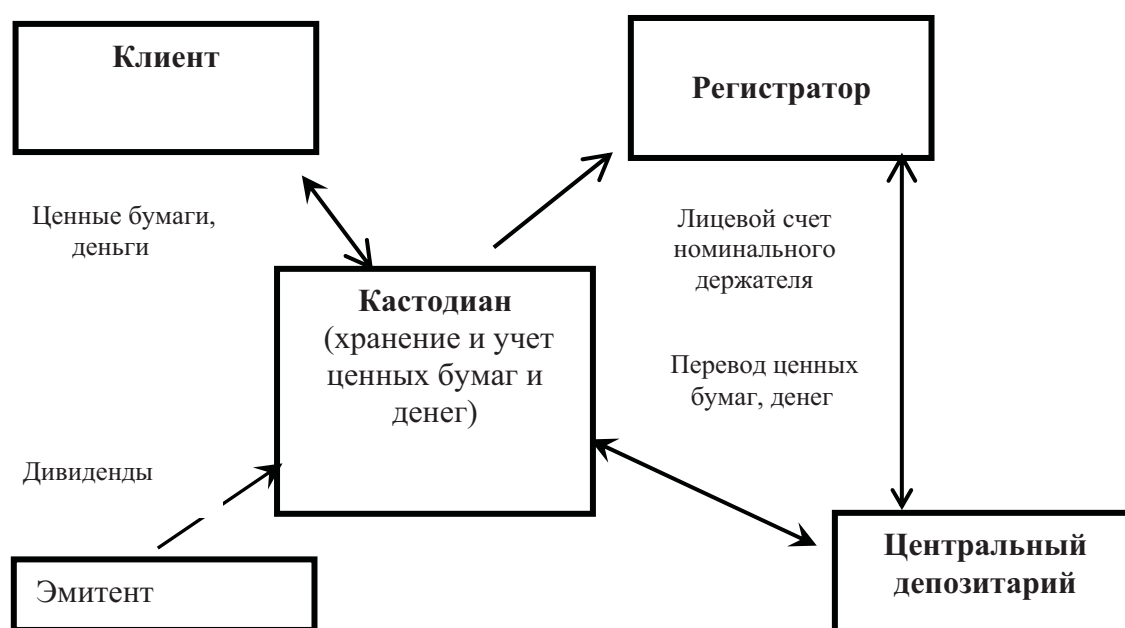 Клиент
Регистратор
Ценные бумаги,
деньги
Лицевой счет
номинального
держателя
Кастодиан
(хранение и учет
ценных бумаг и
денег)
Перевод ценных
бумаг, денег
Дивиденды
Эмитент
Центральный
депозитарий